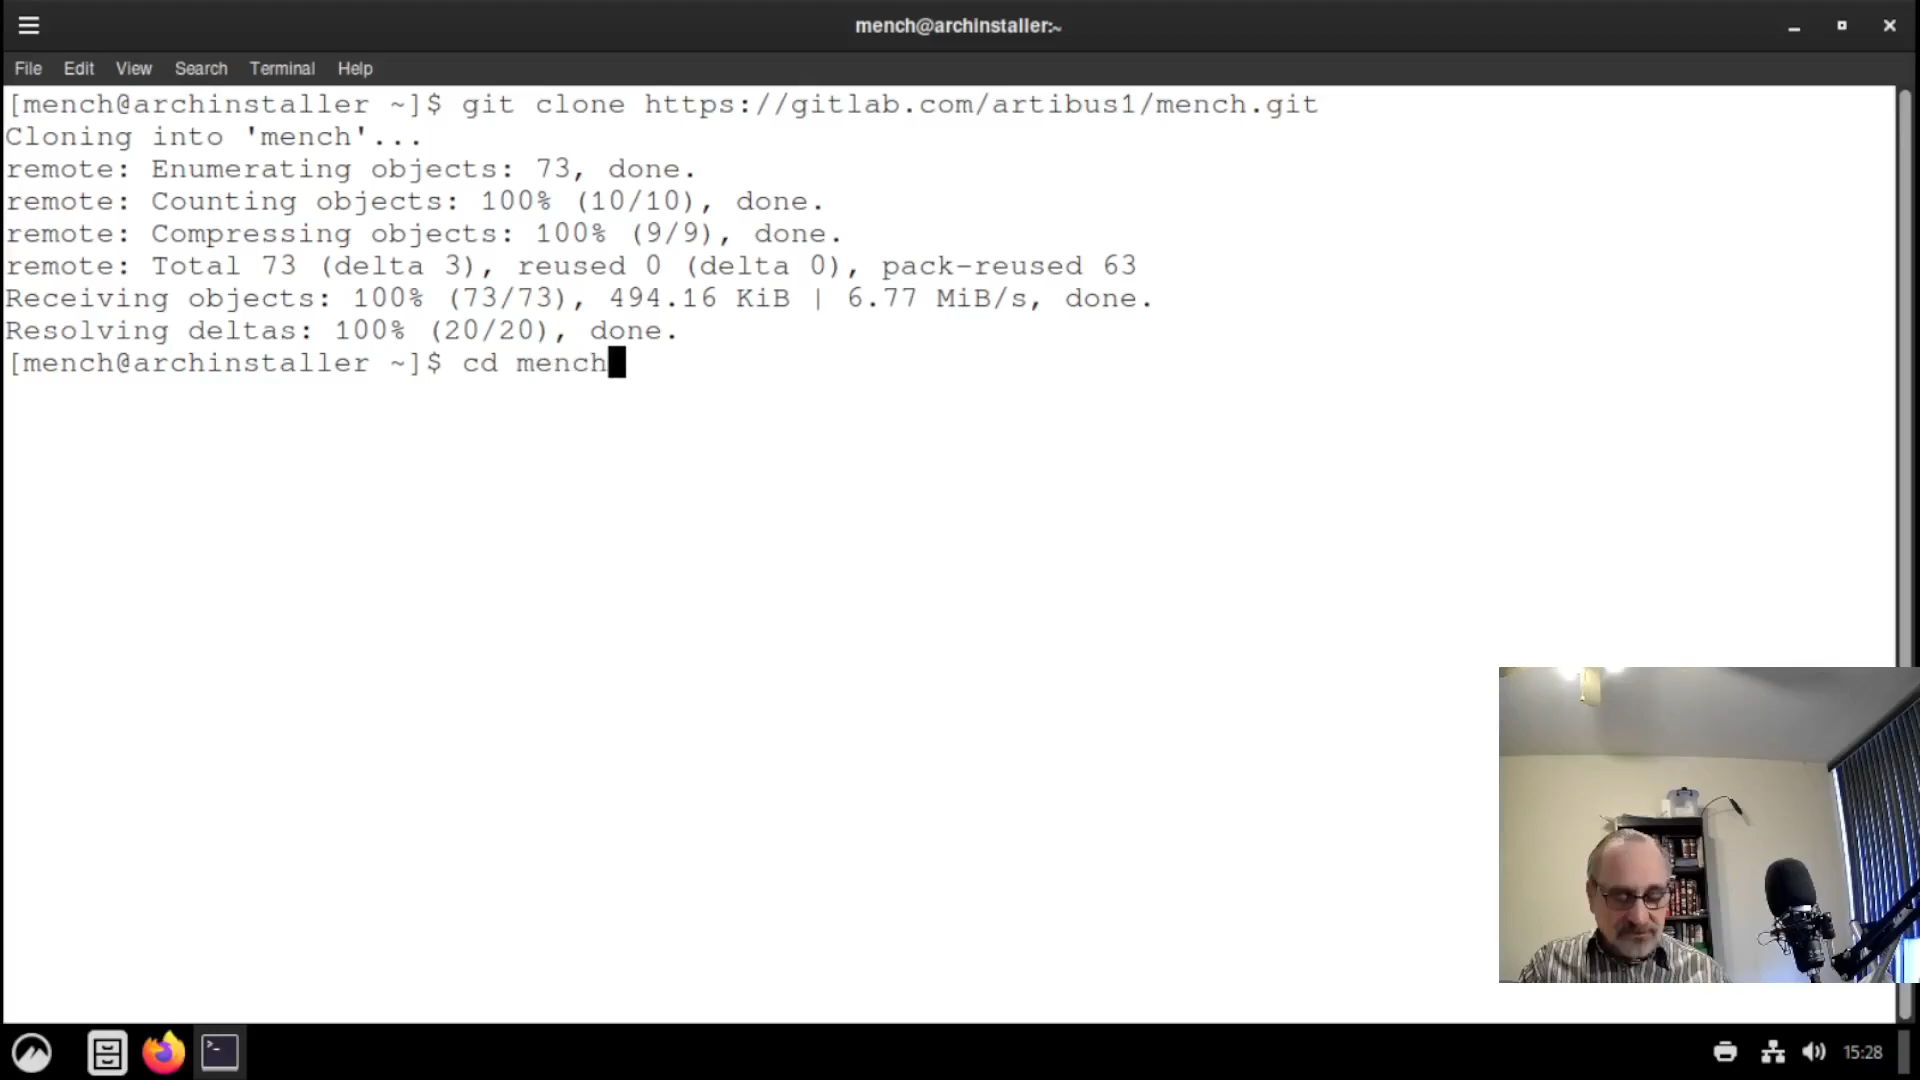 mench@archinstaller:~
File Edit View Search Terminal Help
[mench@archinstaller ~]$ git clone https://gitlab.com/artibus1/mench.git
Cloning into 'mench'...
remote: Enumerating objects: 73, done.
remote: Counting objects: 100% (10/10), done.
remote: Compressing objects: 100% (9/9), done.
remote: Total 73 (delta 3), reused 0 (delta 0), pack-reused 63
Receiving objects: 100% (73/73), 494.16 KiB | 6.77 MiB/s, done.
Resolving deltas: 100% (20/20), done.
[mench@archinstaller ~]$ cd mench
15:28